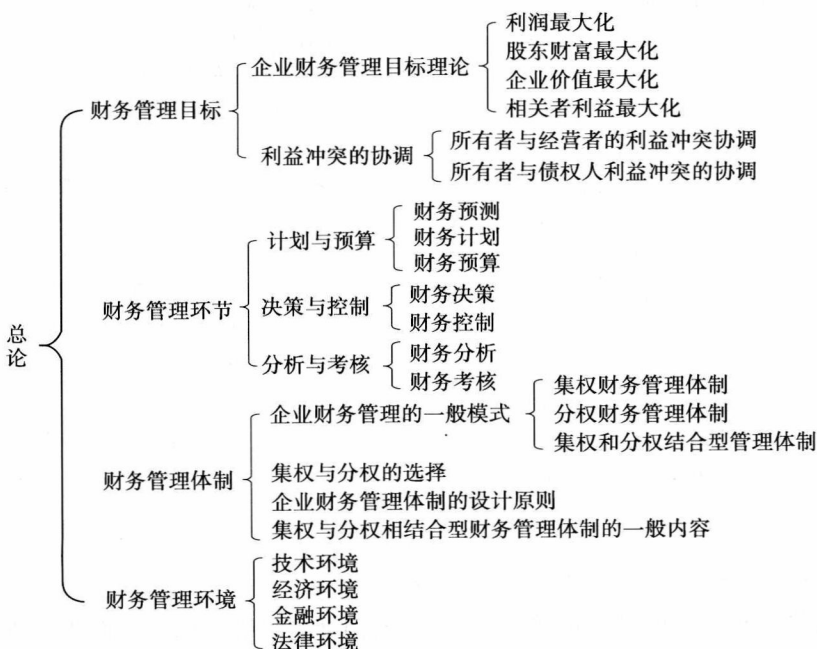 总论
财务管理目标
企业财务管理目标理论
利润最大化
股东财富最大化
企业价值最大化
相关者利益最大化
利益冲突的协调
所有者与经营者的利益冲突协调
所有者与债权人利益冲突的协调
财务管理环节
计划与预算
财务预测
财务计划
财务预算
决策与控制
财务决策
财务控制
分析与考核
财务分析
财务考核
财务管理体制
企业财务管理的一般模式
集权财务管理体制
分权财务管理体制
集权和分权结合型管理体制
集权与分权的选择
企业财务管理体制的设计原则
集权与分权相结合型财务管理体制的一般内容
财务管理环境
技术环境
经济环境
金融环境
法律环境